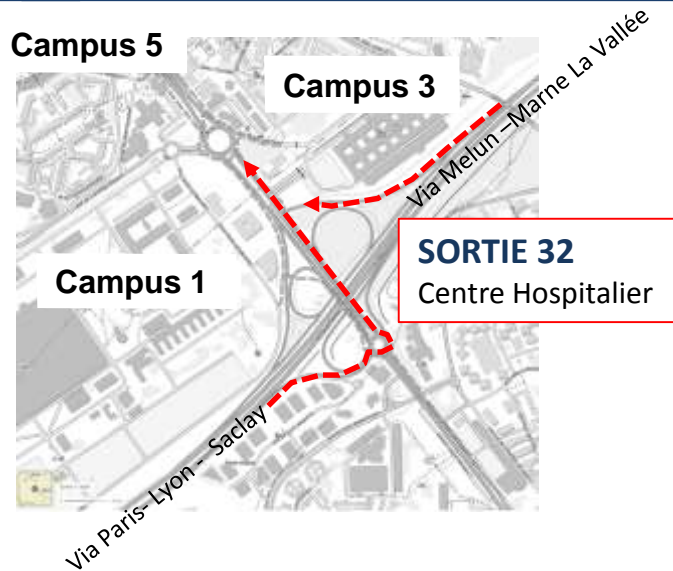 Campus 5
Campus 3
Via Melun –Marne La Vallée
SORTIE 32
Centre Hospitalier
Campus 1
Via Paris- Lyon - Saclay